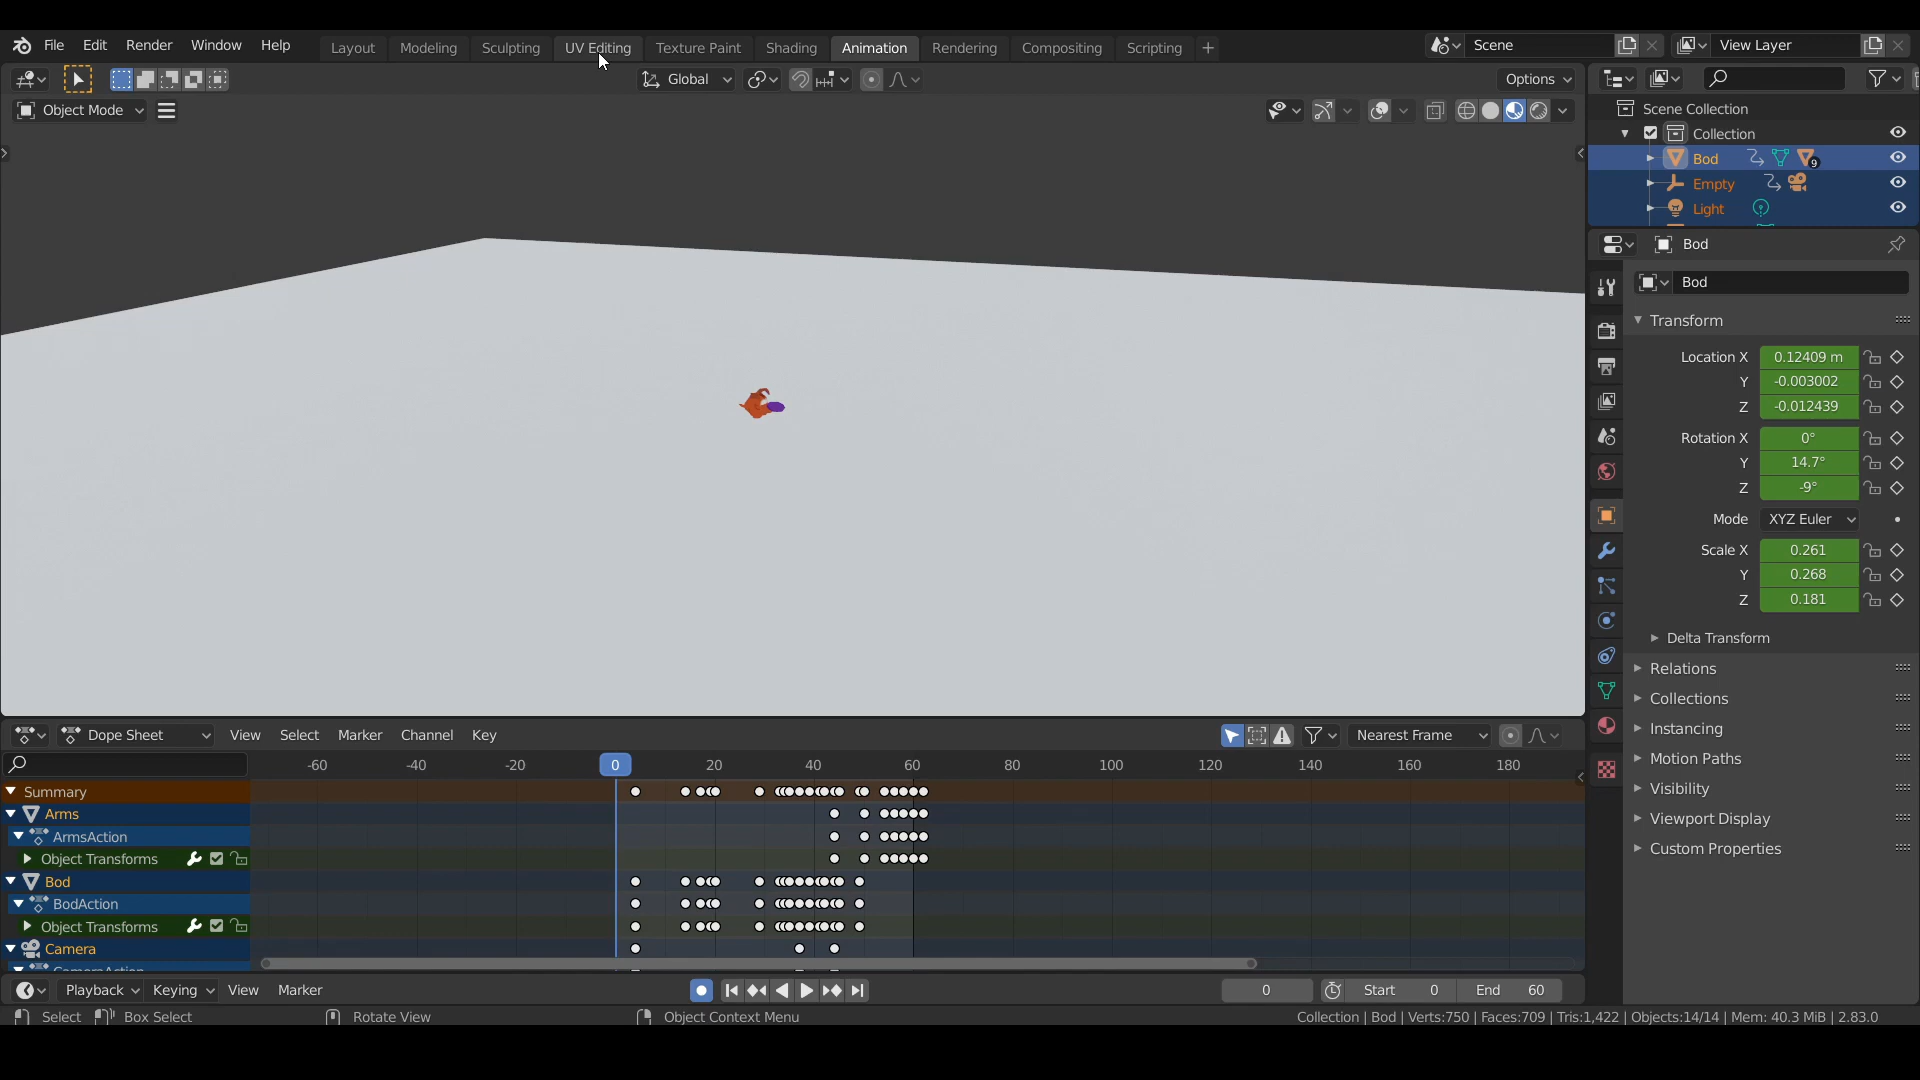 File Edit Render Window Help Layout Modeling Sculpting UV Editing Texture Paint Shading Animation Rendering Compositing Scripting Scene View Layer
Global Options
Object Mode
Scene Collection
Collection
Bod 9
Empty
Light
Bod
Bod
Transform
Location X 0.12409 m
Y -0.003002
Z -0.012439
Rotation X 0°
Y 14.7°
Z -9°
Mode XYZ Euler
Scale X 0.261
Y 0.268
Z 0.181
Delta Transform
Relations
Collections
Instancing
Motion Paths
Visibility
Viewport Display
Custom Properties
Dope Sheet View Select Marker Channel Key Nearest Frame
-60 -40 -20 0 20 40 60 80 100 120 140 160 180
Summary
Arms
ArmsAction
Object Transforms
Bod
BodAction
Object Transforms
Camera
CameraAction
Playback Keying View Marker 0 Start 0 End 60
Select Box Select Rotate View Object Context Menu Collection | Bod | Verts:750 | Faces:709 | Tris:1,422 | Objects:14/14 | Mem: 40.3 MiB | 2.83.0